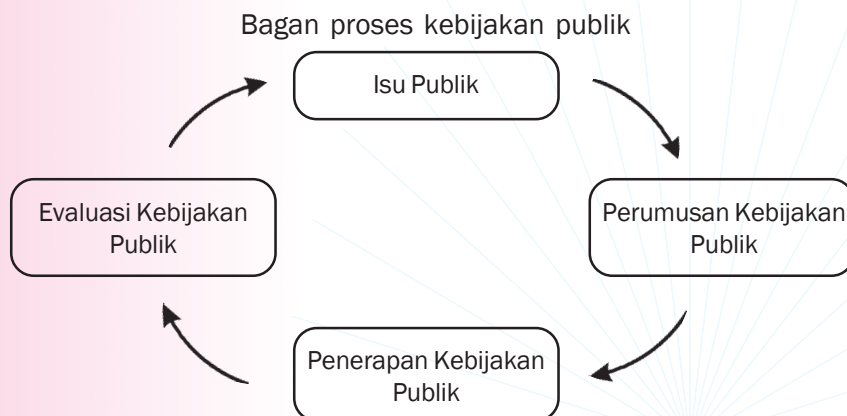 Bagan proses kebijakan publik
Isu Publik
Evaluasi Kebijakan
Publik
Perumusan Kebijakan
Publik
Penerapan Kebijakan
Publik